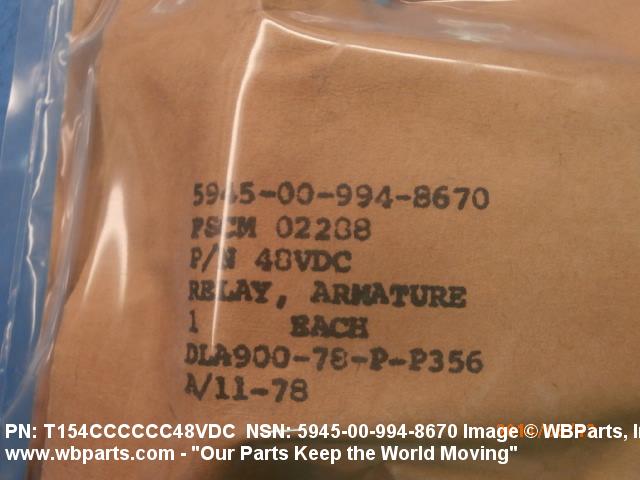 5945-00-994-8670
FSCM 02288
P/N 48VDC
RELAY, ARMATURE
1 EACH
DLA900-78-P-P356
A/11-78
PN: T154CCCCCC48VDC NSN: 5945-00-994-8670 Image © WBParts, In
www.wbparts.com - "Our Parts Keep the World Moving"